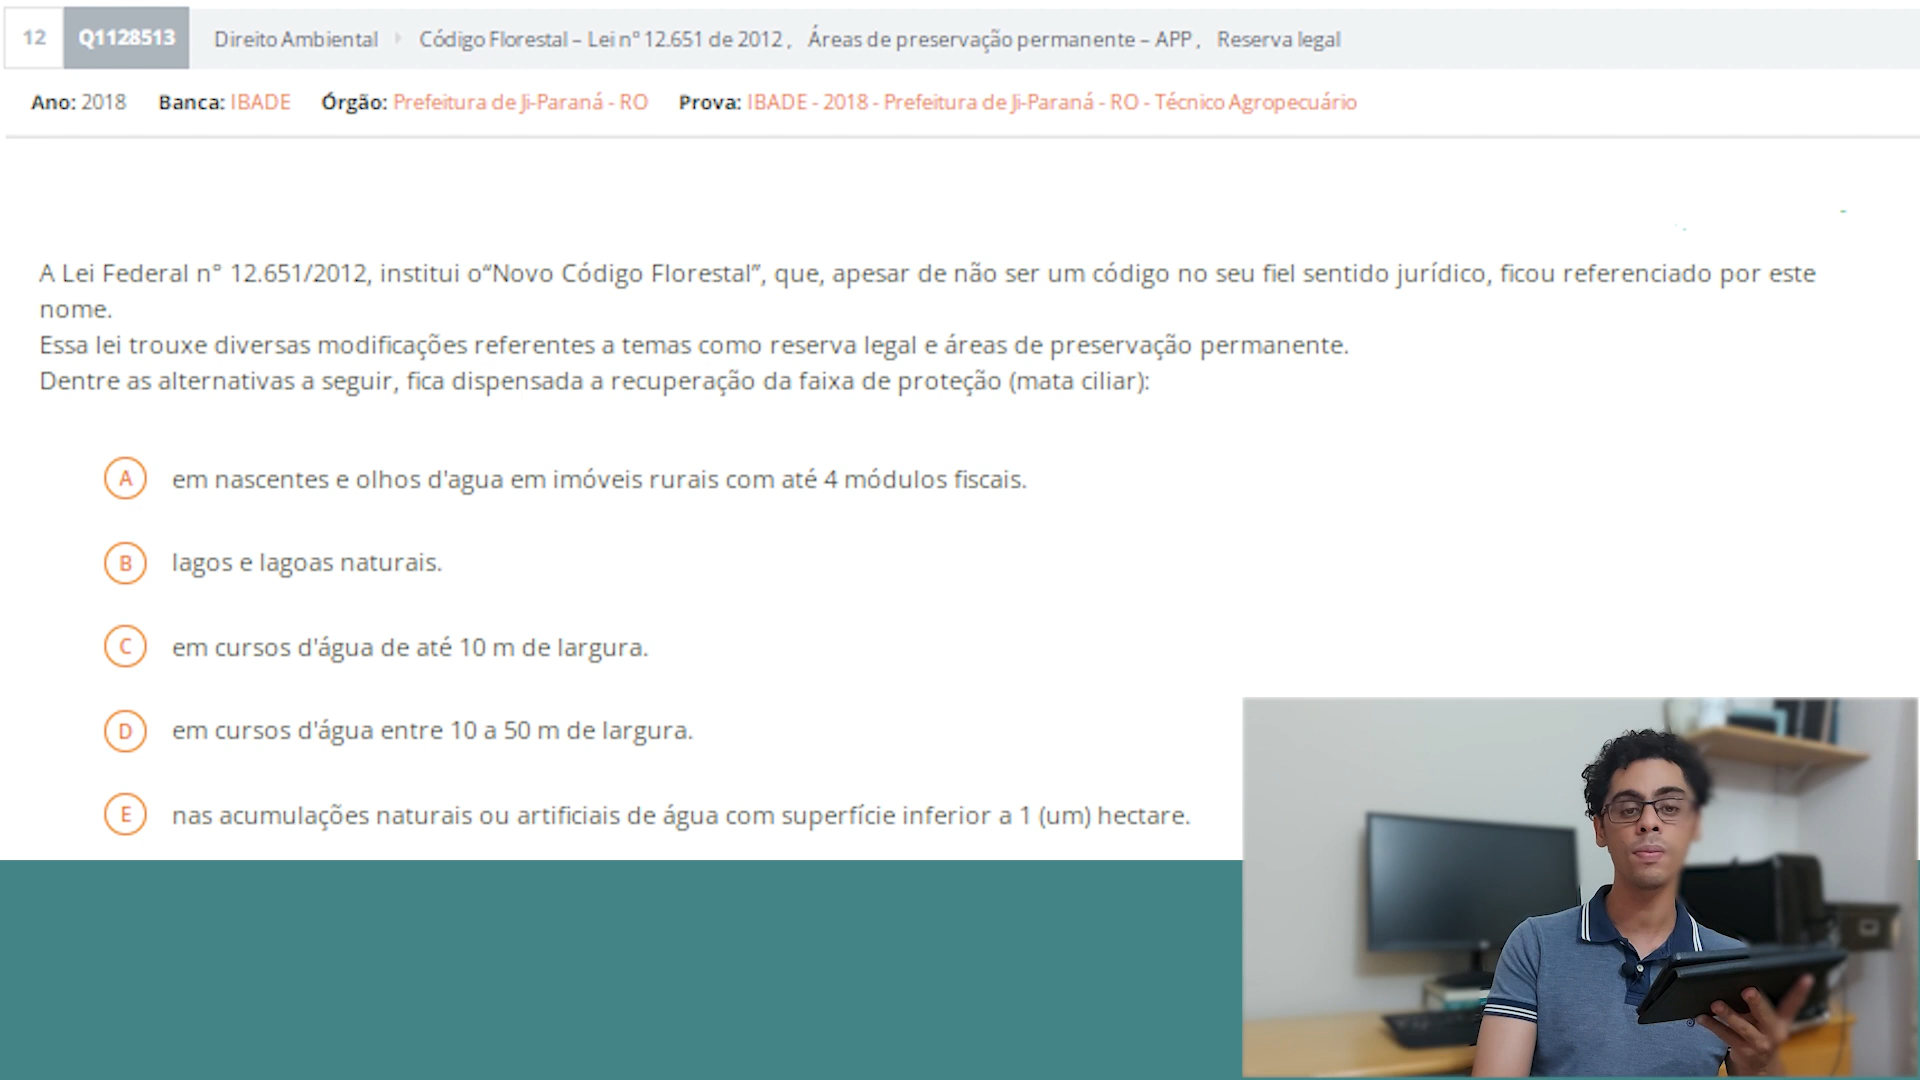 12 Q1128513 Direito Ambiental Código Florestal – Lei nº 12.651 de 2012 , Áreas de preservação permanente – APP , Reserva legal
Ano: 2018 Banca: IBADE Órgão: Prefeitura de Ji-Paraná - RO Prova: IBADE - 2018 - Prefeitura de Ji-Paraná - RO - Técnico Agropecuário
A Lei Federal n° 12.651/2012, institui o“Novo Código Florestal”, que, apesar de não ser um código no seu fiel sentido jurídico, ficou referenciado por este
nome.
Essa lei trouxe diversas modificações referentes a temas como reserva legal e áreas de preservação permanente.
Dentre as alternativas a seguir, fica dispensada a recuperação da faixa de proteção (mata ciliar):
A em nascentes e olhos d'agua em imóveis rurais com até 4 módulos fiscais.
B lagos e lagoas naturais.
C em cursos d'água de até 10 m de largura.
D em cursos d'água entre 10 a 50 m de largura.
E nas acumulações naturais ou artificiais de água com superfície inferior a 1 (um) hectare.